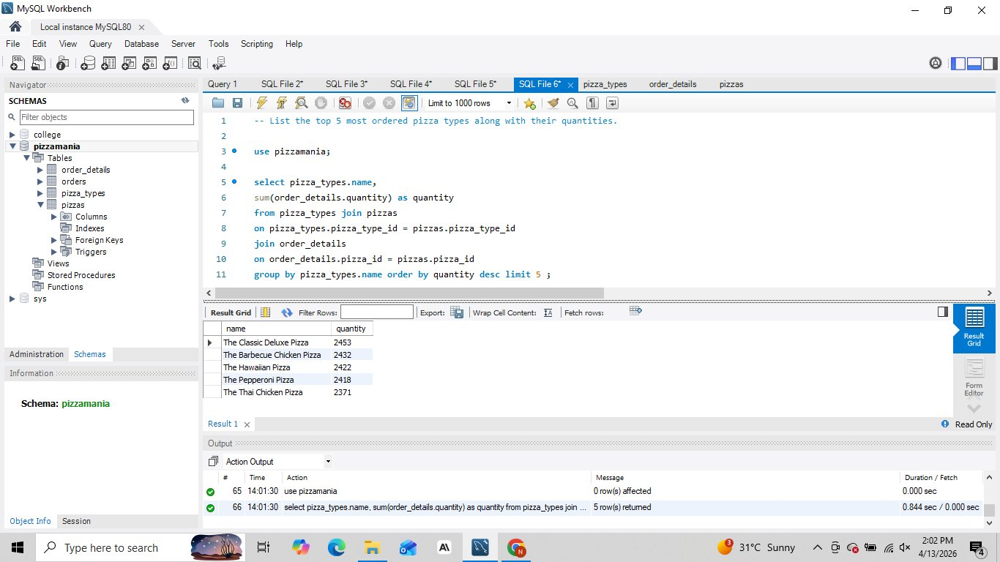 MySQL Workbench
Local instance MySQL80
File Edit View Query Database Server Tools Scripting Help
Navigator
SCHEMAS
Filter objects
college
pizzamania
Tables
order_details
orders
pizza_types
pizzas
Columns
Indexes
Foreign Keys
Triggers
Views
Stored Procedures
Functions
sys
Administration Schemas
Information
Schema: pizzamania
Object Info Session
Query 1 SQL File 2* SQL File 3* SQL File 4* SQL File 5* SQL File 6* pizza_types order_details pizzas
Limit to 1000 rows
1 -- List the top 5 most ordered pizza types along with their quantities.
2
3 use pizzamania;
4
5 select pizza_types.name,
6 sum(order_details.quantity) as quantity
7 from pizza_types join pizzas
8 on pizza_types.pizza_type_id = pizzas.pizza_type_id
9 join order_details
10 on order_details.pizza_id = pizzas.pizza_id
11 group by pizza_types.name order by quantity desc limit 5 ;
Result Grid Filter Rows: Export: Wrap Cell Content: Fetch rows:
name quantity
The Classic Deluxe Pizza 2453
The Barbecue Chicken Pizza 2432
The Hawaiian Pizza 2422
The Pepperoni Pizza 2418
The Thai Chicken Pizza 2371
Result Grid
Form Editor
Result 1
Read Only
Output
Action Output
# Time Action Message Duration / Fetch
65 14:01:30 use pizzamania 0 row(s) affected 0.000 sec
66 14:01:30 select pizza_types.name, sum(order_details.quantity) as quantity from pizza_types join ... 5 row(s) returned 0.844 sec / 0.000 sec
Type here to search
3
31°C Sunny
2:02 PM
4/13/2026
4